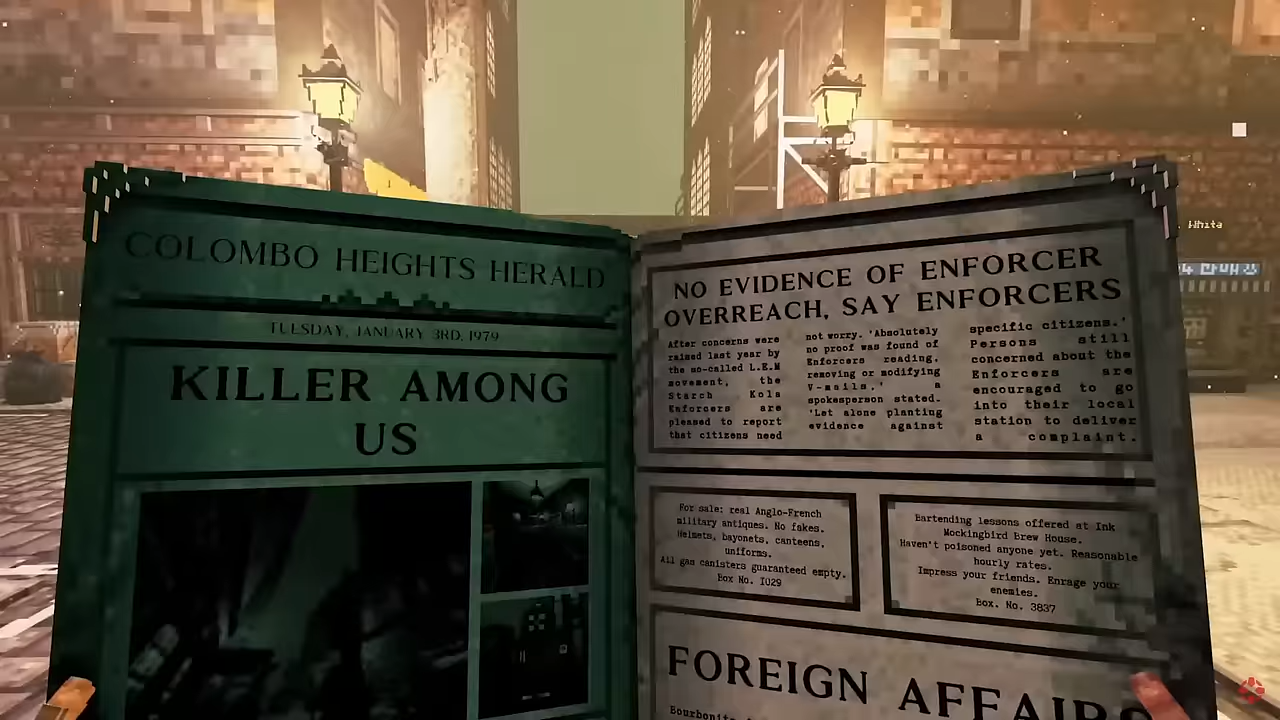 COLOMBO HEIGHTS HERALD
TUESDAY, JANUARY 3RD, 1979
KILLER AMONG
US
NO EVIDENCE OF ENFORCER
OVERREACH, SAY ENFORCERS
After concerns were
raised last year by
the so-called L.E.M
movement, the
Starch Kola
Enforcers are
pleased to report
that citizens need
not worry. 'Absolutely
no proof was found of
Enforcers reading,
removing or modifying
V-mails.' a
spokesperson stated.
'Let alone planting
evidence against
specific citizens.'
Persons still
concerned about the
Enforcers are
encouraged to go
into their local
station to deliver
a complaint.
For sale: real Anglo-French
military antiques. No fakes.
Helmets, bayonets, canteens,
uniforms.
All gas canisters guaranteed empty.
Box No. 1029
Bartending lessons offered at Ink
Mockingbird Brew House.
Haven't poisoned anyone yet. Reasonable
hourly rates.
Impress your friends. Enrage your
enemies.
Box. No. 3837
FOREIGN AFFAIRS
White